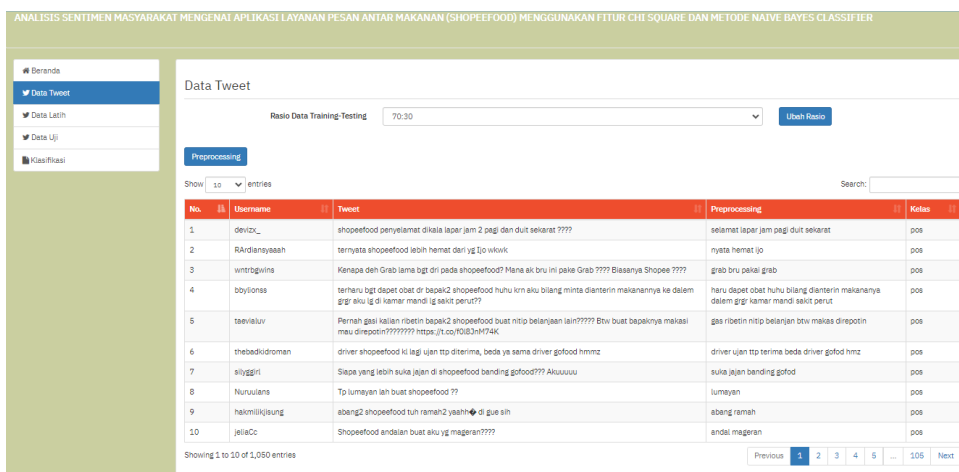 ANALISIS SENTIMEN MASYARAKAT MENGENAI APLIKASI LAYANAN PESAN ANTAR MAKANAN (SHOPEEFOOD) MENGGUNAKAN FITUR CHI SQUARE DAN METODE NAIVE BAYES CLASSIFIER
Beranda
Data Tweet
Data Latih
Data Uji
Klasifikasi
Data Tweet
Rasio Data Training-Testing 70:30 Ubah Rasio
Preprocessing
Show 10 entries Search:
No. Username Tweet Preprocessing Kelas
1 devizx_ shopeefood penyelamat dikala lapar jam 2 pagi dan duit sekarat ???? selamat lapar jam pagi duit sekarat pos
2 RArdiansyaaah ternyata shopeefood lebih hemat dari yg Ijo wkwk nyata hemat ijo pos
3 wntrbgwins Kenapa deh Grab lama bgt dri pada shopeefood? Mana ak bru ini pake Grab ???? Biasanya Shopee ???? grab bru pakai grab pos
4 bbylionss terharu bgt dapet obat dr bapak2 shopeefood huhu krn aku bilang minta dianterin makanannya ke dalem haru dapet obat huhu bilang dianterin makananya pos
grgr aku lg di kamar mandi lg sakit perut?? dalem grgr kamar mandi sakit perut
5 taevialuv Pernah gasi kalian ribetin bapak2 shopeefood buat nitip belanjaan lain????? Btw buat bapaknya makasi gas ribetin nitip belanjan btw makas direpotin pos
mau direpotin???????? https://t.co/f0l8JnM74K
6 thebadkidroman driver shopeefood kl lagi ujan ttp diterima, beda ya sama driver gofood hmmz driver ujan ttp terima beda driver gofod hmz pos
7 silyggirl Siapa yang lebih suka jajan di shopeefood banding gofood??? Akuuuuu suka jajan banding gofod pos
8 Nuruulans Tp lumayan lah buat shopeefood ?? lumayan pos
9 hakmilikjisung abang2 shopeefood tuh ramah2 yaahh� di gue sih abang ramah pos
10 jeliaCc Shopeefood andalan buat aku yg mageran???? andal mageran pos
Showing 1 to 10 of 1,050 entries Previous 1 2 3 4 5 ... 105 Next